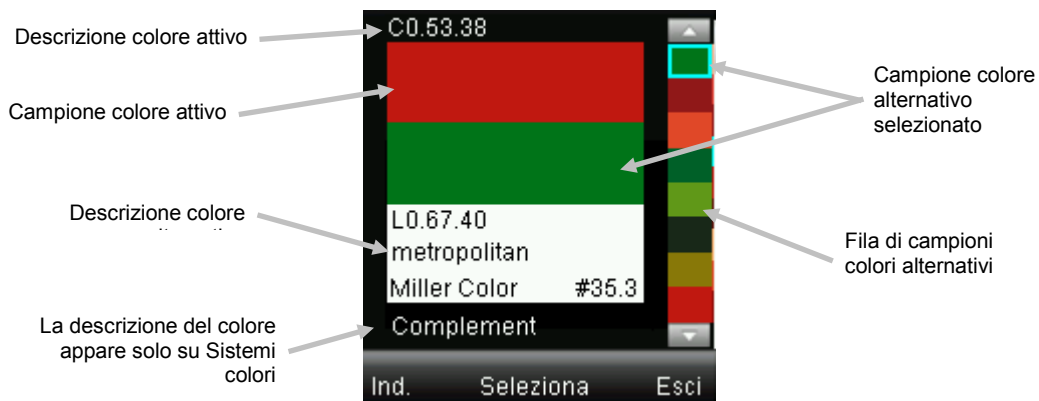 Descrizione colore attivo
Campione colore attivo
Descrizione colore
La descrizione del colore
appare solo su Sistemi
colori
C0.53.38
L0.67.40
metropolitan
Miller Color #35.3
Complement
Ind. Seleziona Esci
Campione colore
alternativo
selezionato
Fila di campioni
colori alternativi